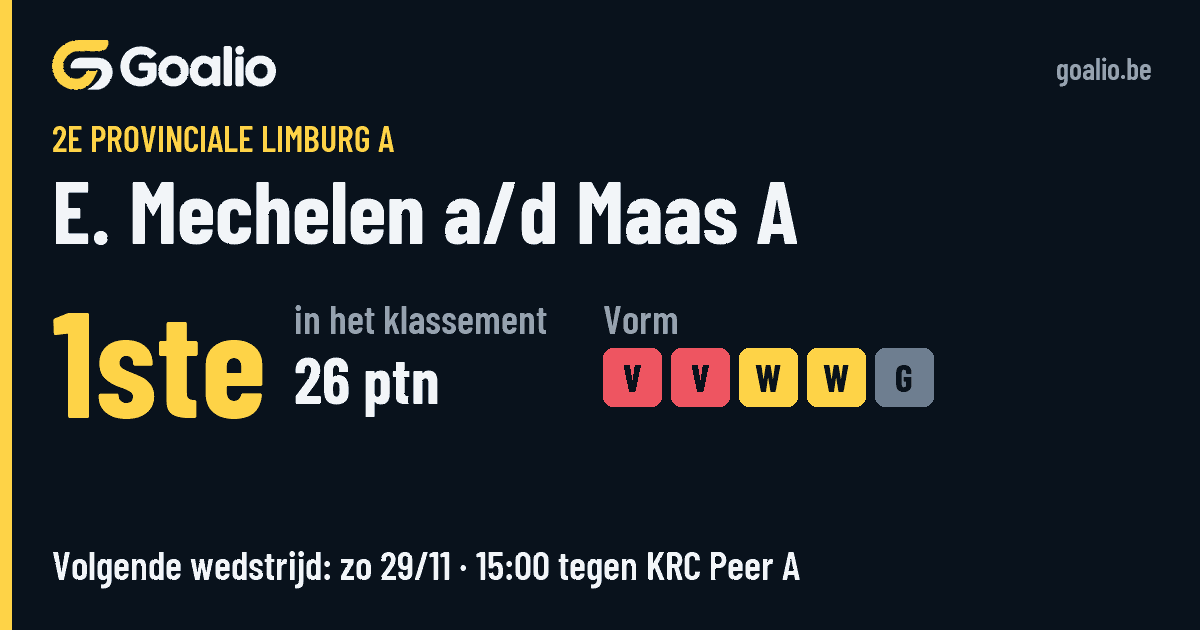 Goalio
goalio.be
2E PROVINCIALE LIMBURG A
E. Mechelen a/d Maas A
1ste
in het klassement
26 ptn
Vorm
V V W W G
Volgende wedstrijd: zo 29/11 · 15:00 tegen KRC Peer A